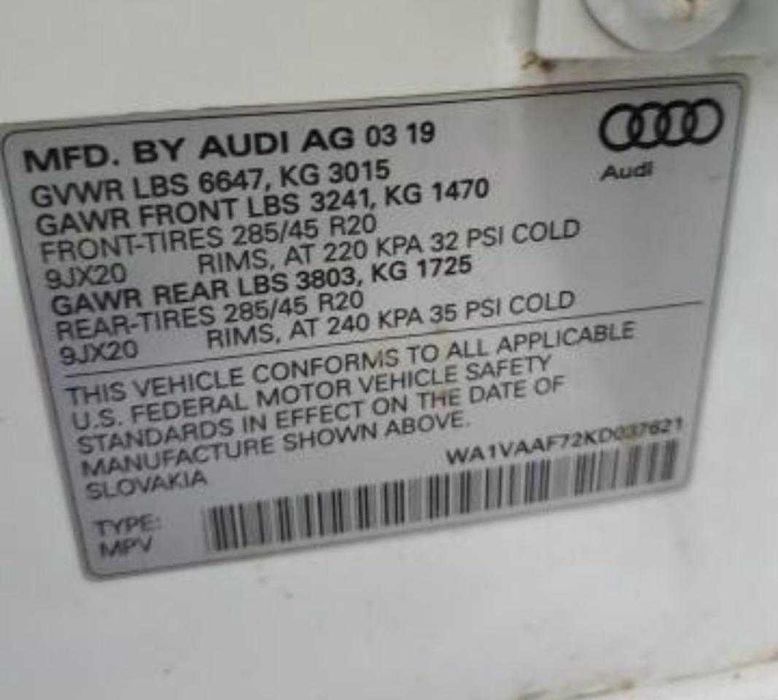 MFD. BY AUDI AG 03 19
Audi
GVWR LBS 6647, KG 3015
GAWR FRONT LBS 3241, KG 1470
FRONT-TIRES 285/45 R20
9JX20 RIMS, AT 220 KPA 32 PSI COLD
GAWR REAR LBS 3803, KG 1725
REAR-TIRES 285/45 R20
9JX20 RIMS, AT 240 KPA 35 PSI COLD
THIS VEHICLE CONFORMS TO ALL APPLICABLE
U.S. FEDERAL MOTOR VEHICLE SAFETY
STANDARDS IN EFFECT ON THE DATE OF
MANUFACTURE SHOWN ABOVE.
SLOVAKIA
WA1VAAF72KD037621
TYPE:
MPV